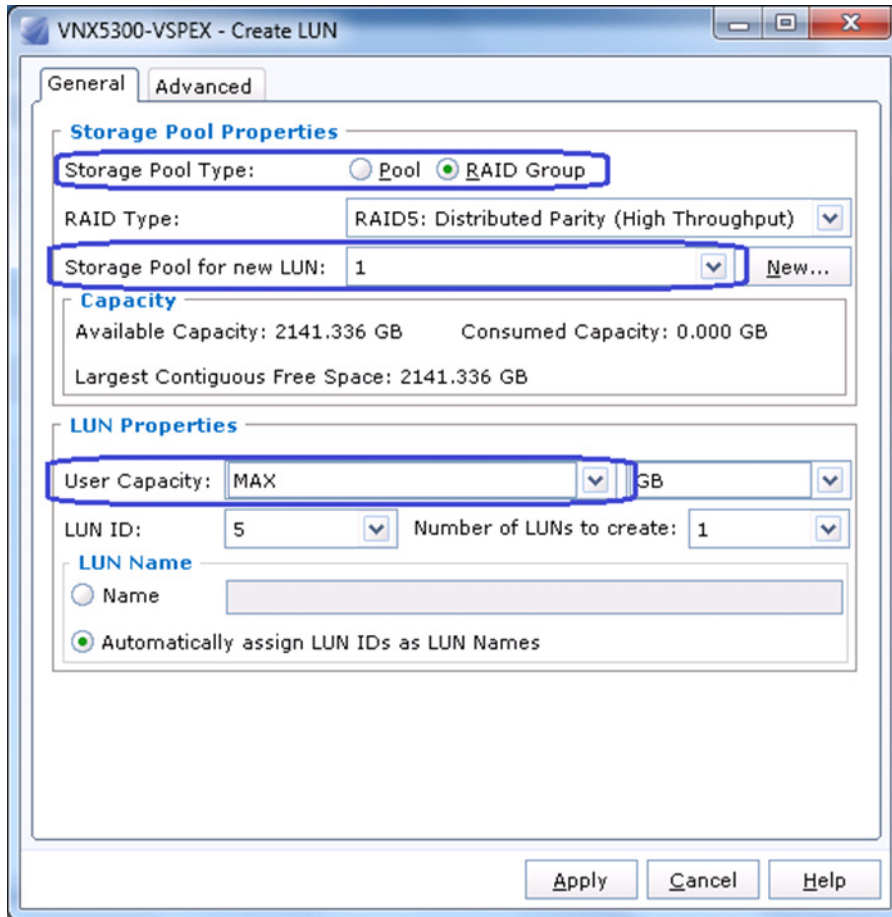 VNX5300-VSPEX - Create LUN
General Advanced
Storage Pool Properties
Storage Pool Type: Pool RAID Group
RAID Type: RAID5: Distributed Parity (High Throughput)
Storage Pool for new LUN: 1 New...
Capacity
Available Capacity: 2141.336 GB Consumed Capacity: 0.000 GB
Largest Contiguous Free Space: 2141.336 GB
LUN Properties
User Capacity: MAX GB
LUN ID: 5 Number of LUNs to create: 1
LUN Name
Name
Automatically assign LUN IDs as LUN Names
Apply Cancel Help